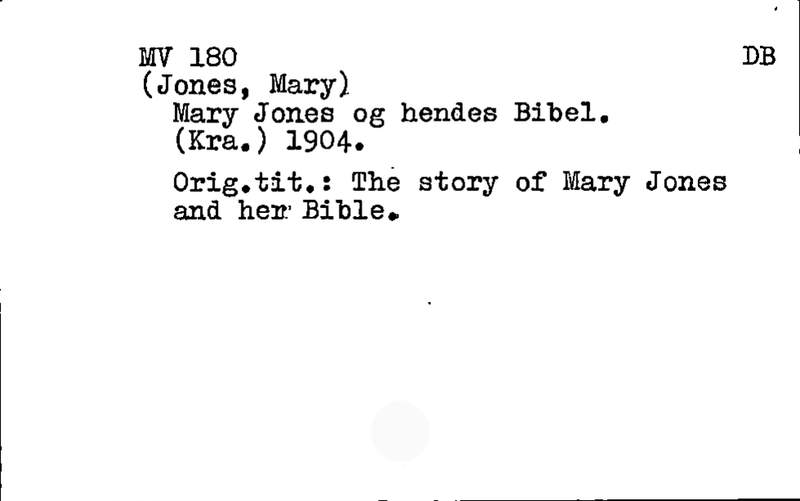 MV 180 DB
(Jones, Mary)
Mary Jones og hendes Bibel.
(Kra.) 1904.
Orig.tit.: The story of Mary Jones
and her Bible.